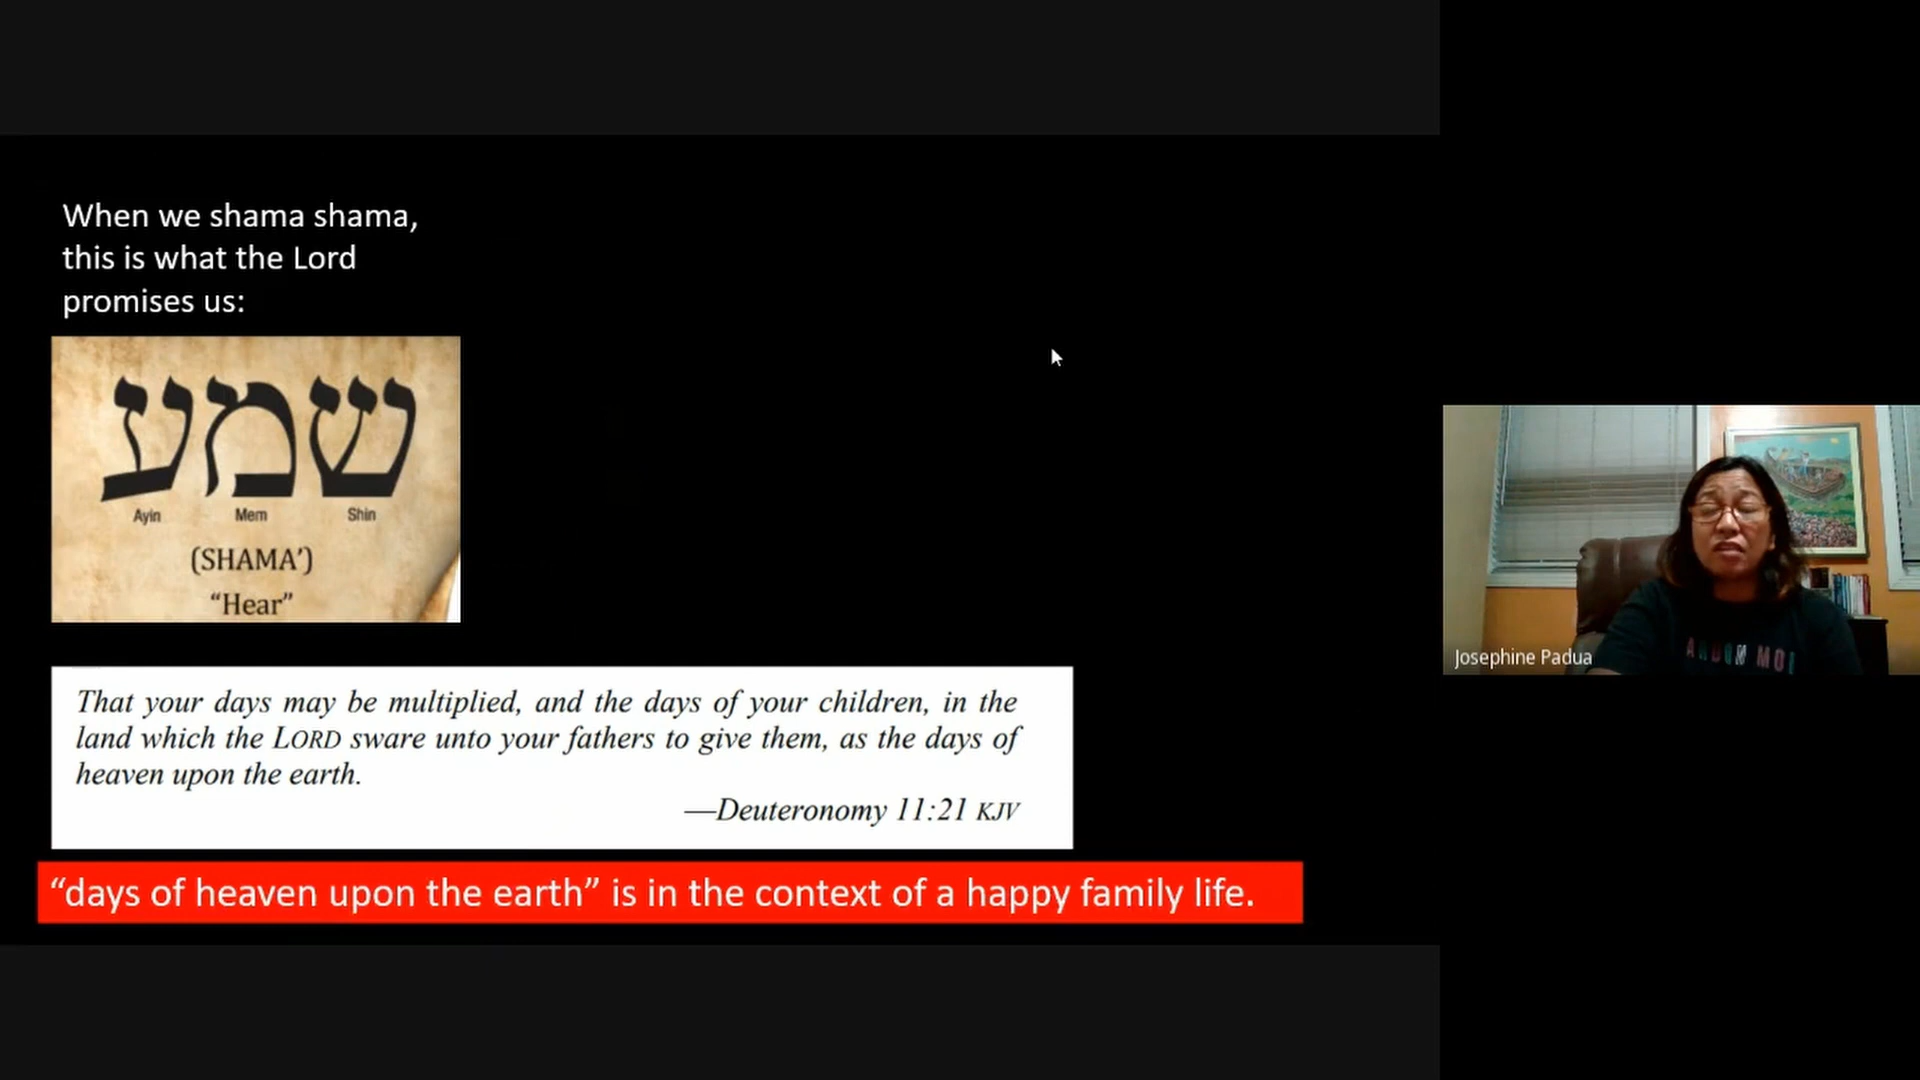 When we shama shama,
this is what the Lord
promises us:
שמע
Ayin Mem Shin
(SHAMA’)
“Hear”
That your days may be multiplied, and the days of your children, in the
land which the LORD sware unto your fathers to give them, as the days of
heaven upon the earth.
—Deuteronomy 11:21 KJV
“days of heaven upon the earth” is in the context of a happy family life.
Josephine Padua